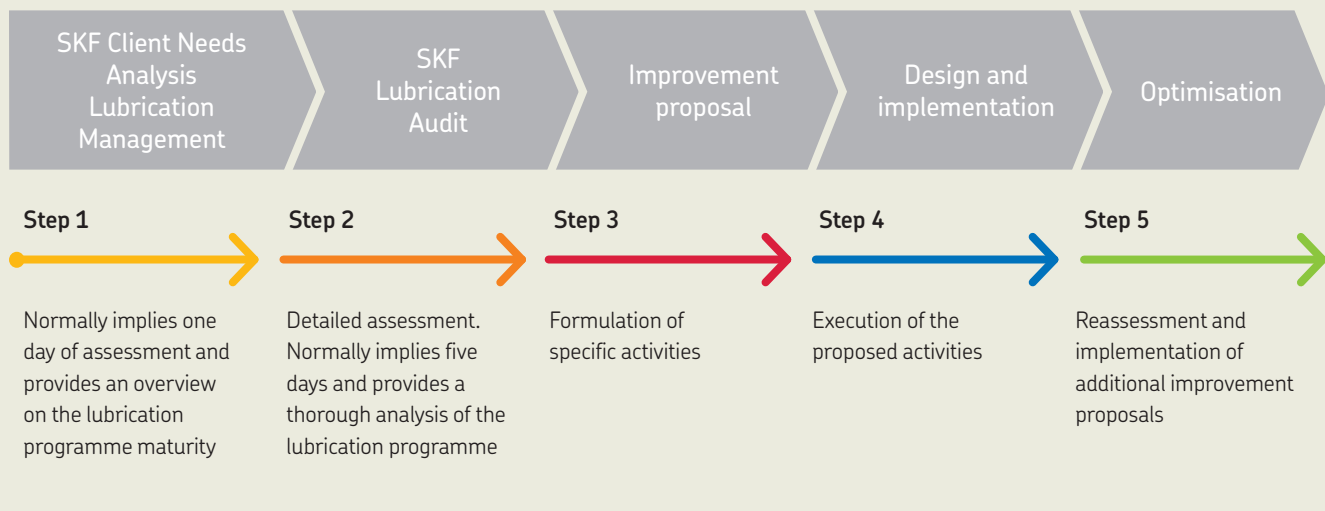 SKF Client Needs
Analysis
Lubrication
Management
SKF
Lubrication
Audit
Improvement
proposal
Design and
implementation
Optimisation
Step 1
Normally implies one
day of assessment and
provides an overview
on the lubrication
programme maturity
Step 2
Detailed assessment.
Normally implies five
days and provides a
thorough analysis of the
lubrication programme
Step 3
Formulation of
specific activities
Step 4
Execution of the
proposed activities
Step 5
Reassessment and
implementation of
additional improvement
proposals